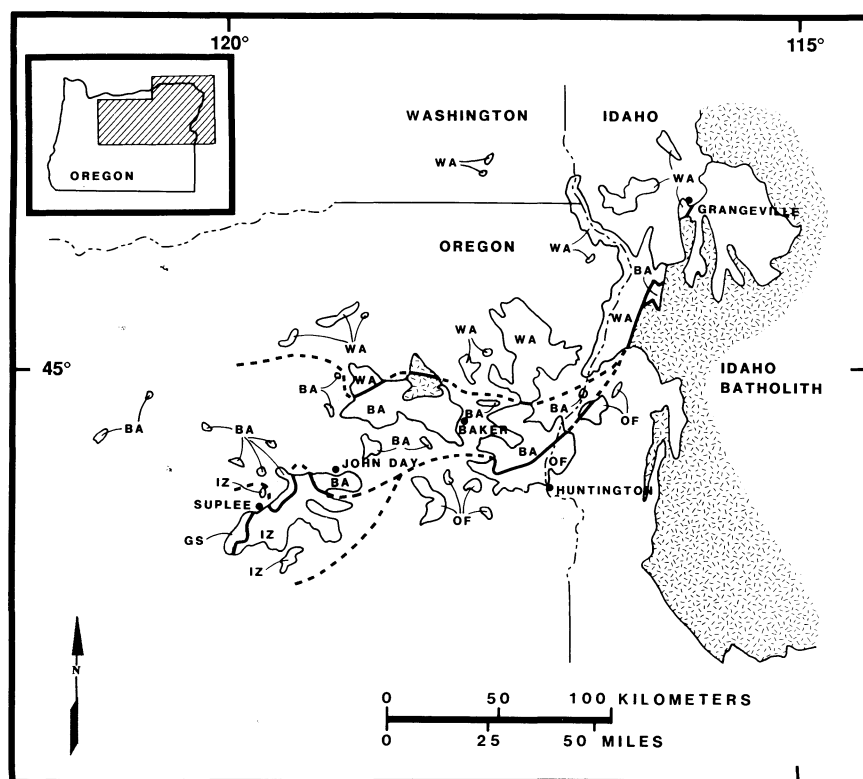 120°
115°
OREGON
WASHINGTON
IDAHO
WA
WA
GRANGEVILLE
OREGON
WA
BA
WA
WA
WA
WA
45°
IDAHO
BATHOLITH
WA
BA
BA
BA
BA
OF
BA
BA
BAKER
BA
BA
OF
JOHN DAY
BA
IZ
HUNTINGTON
SUPLEE
OF
GS
IZ
IZ
N
0 50 100 KILOMETERS
0 25 50 MILES